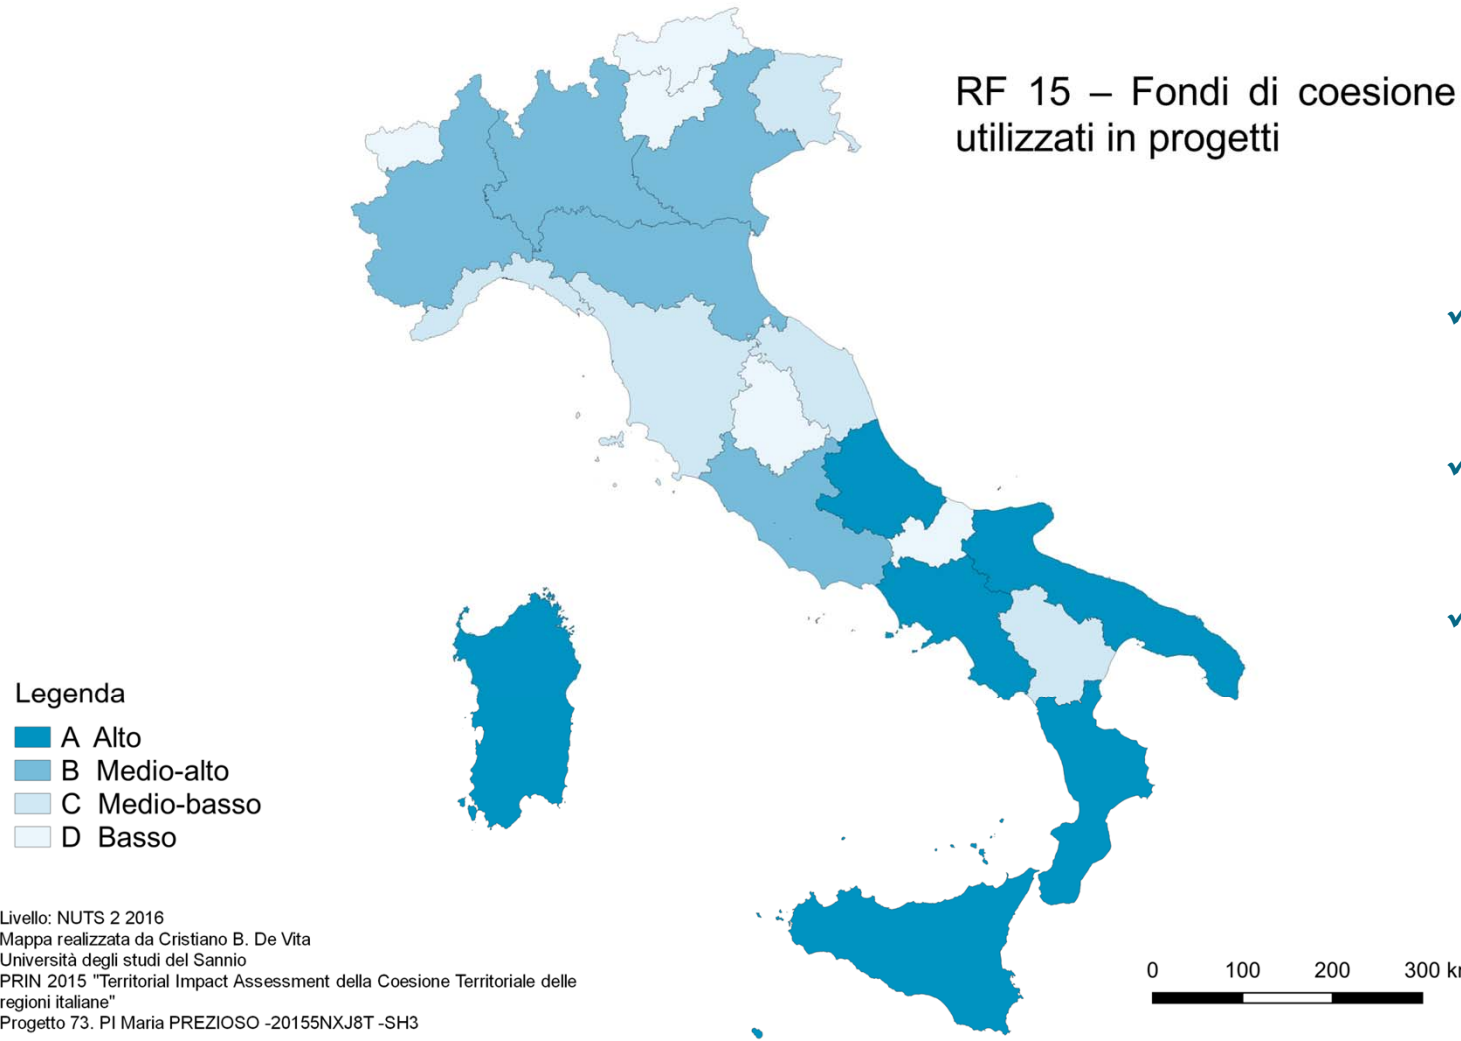 RF 15 – Fondi di coesione
utilizzati in progetti
Legenda
A Alto
B Medio-alto
C Medio-basso
D Basso
Livello: NUTS 2 2016
Mappa realizzata da Cristiano B. De Vita
Università degli studi del Sannio
PRIN 2015 "Territorial Impact Assessment della Coesione Territoriale delle
regioni italiane"
Progetto 73. PI Maria PREZIOSO -20155NXJ8T -SH3
0 100 200 300 km